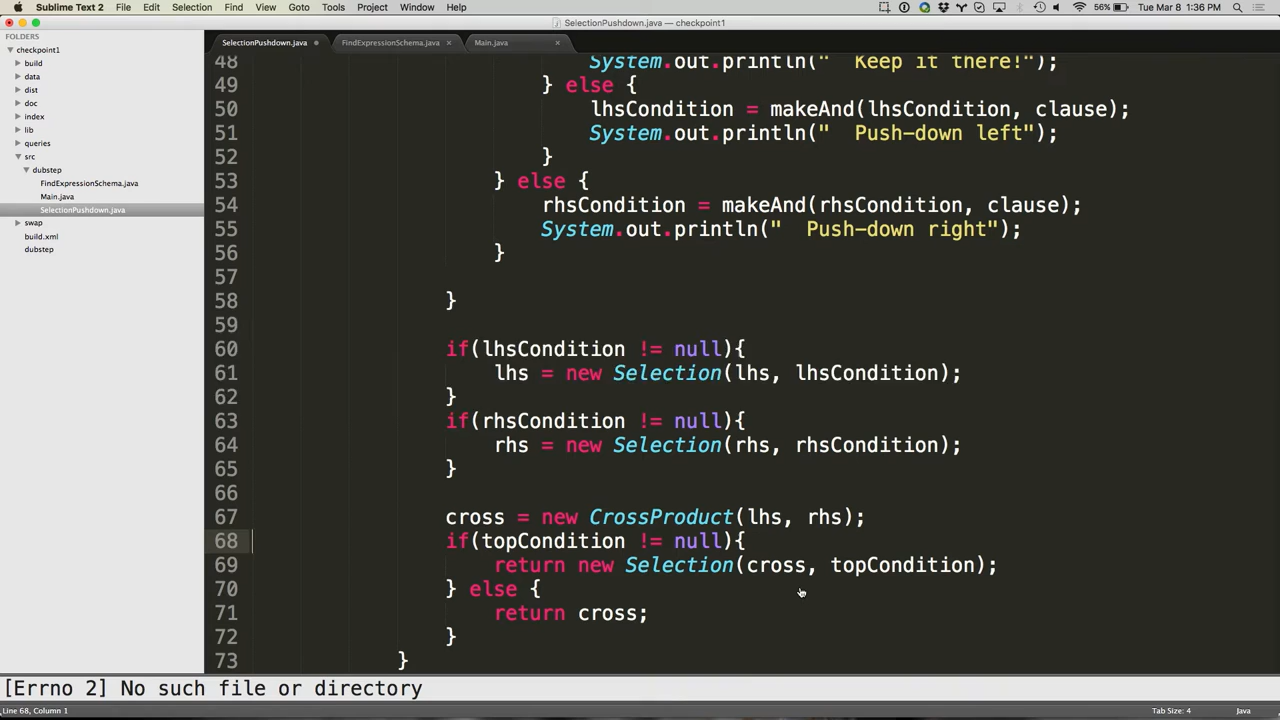 Sublime Text 2 File Edit Selection Find View Goto Tools Project Window Help 56% Tue Mar 8 1:36 PM
SelectionPushdown.java — checkpoint1
FOLDERS
checkpoint1
build
data
dist
doc
index
lib
queries
src
dubstep
FindExpressionSchema.java
Main.java
SelectionPushdown.java
swap
build.xml
dubstep
SelectionPushdown.java FindExpressionSchema.java Main.java
48 System.out.println("  Keep it there!");
49 } else {
50 lhsCondition = makeAnd(lhsCondition, clause);
51 System.out.println("  Push-down left");
52 }
53 } else {
54 rhsCondition = makeAnd(rhsCondition, clause);
55 System.out.println("  Push-down right");
56 }
57
58 }
59
60 if(lhsCondition != null){
61 lhs = new Selection(lhs, lhsCondition);
62 }
63 if(rhsCondition != null){
64 rhs = new Selection(rhs, rhsCondition);
65 }
66
67 cross = new CrossProduct(lhs, rhs);
68 if(topCondition != null){
69 return new Selection(cross, topCondition);
70 } else {
71 return cross;
72 }
73 }
[Errno 2] No such file or directory
Line 68, Column 1 Tab Size: 4 Java